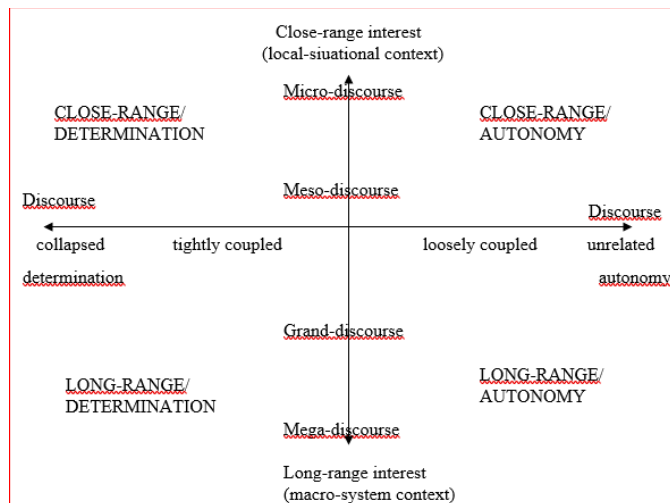 Close-range interest
(local-siuational context)
Micro-discourse
CLOSE-RANGE/
DETERMINATION
CLOSE-RANGE/
AUTONOMY
Meso-discourse
Discourse
Discourse
collapsed
tightly coupled
loosely coupled
unrelated
determination
autonomy
Grand-discourse
LONG-RANGE/
DETERMINATION
LONG-RANGE/
AUTONOMY
Mega-discourse
Long-range interest
(macro-system context)